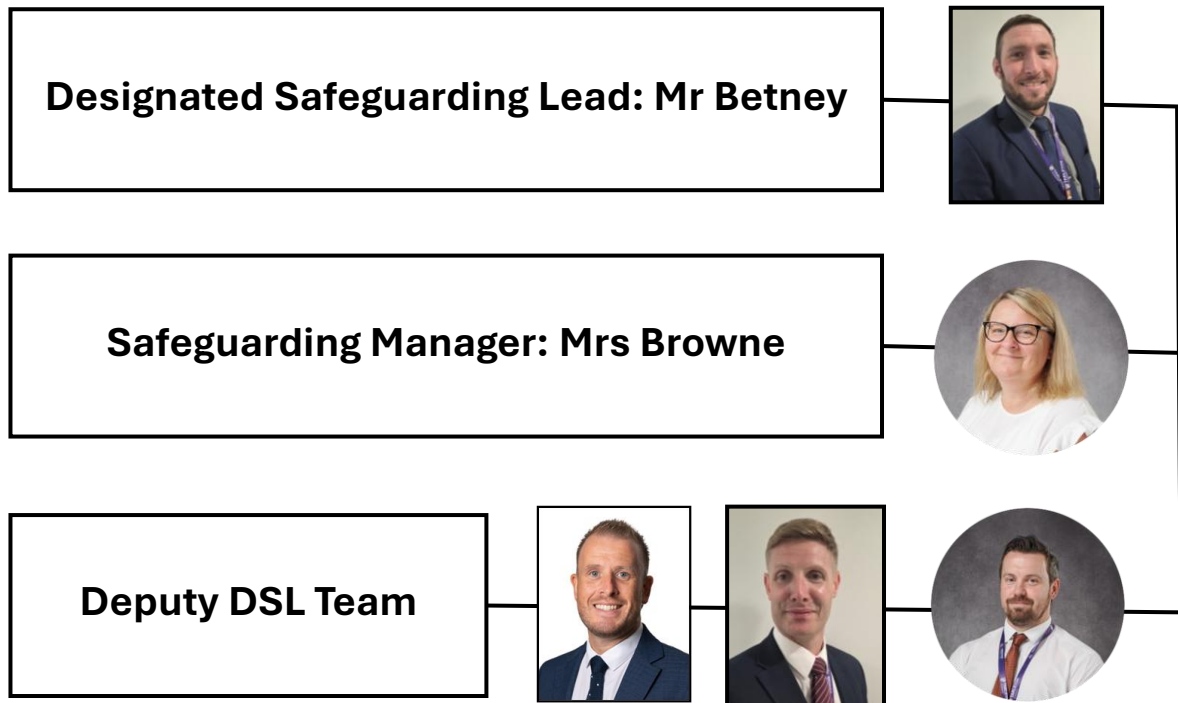 Designated Safeguarding Lead: Mr Betney
Safeguarding Manager: Mrs Browne
Deputy DSL Team